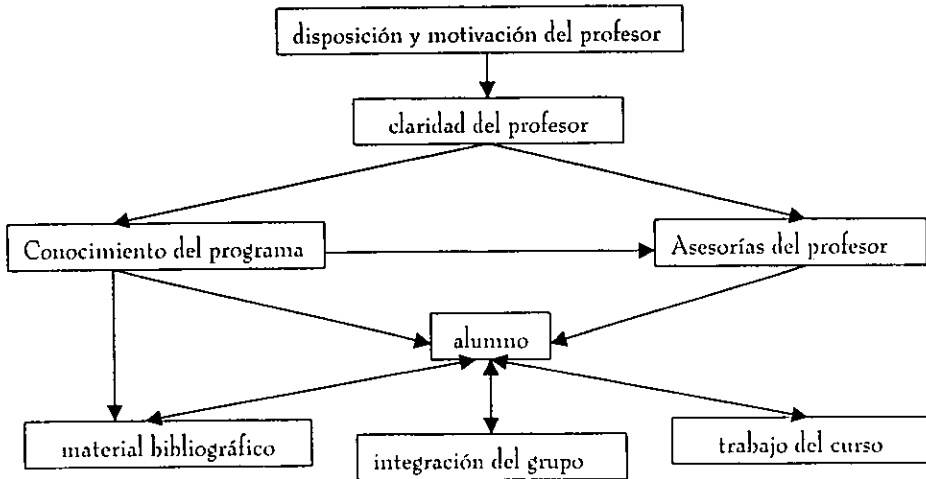 disposición y motivación del profesor
claridad del profesor
Conocimiento del programa
Asesorías del profesor
alumno
material bibliográfico
integración del grupo
trabajo del curso